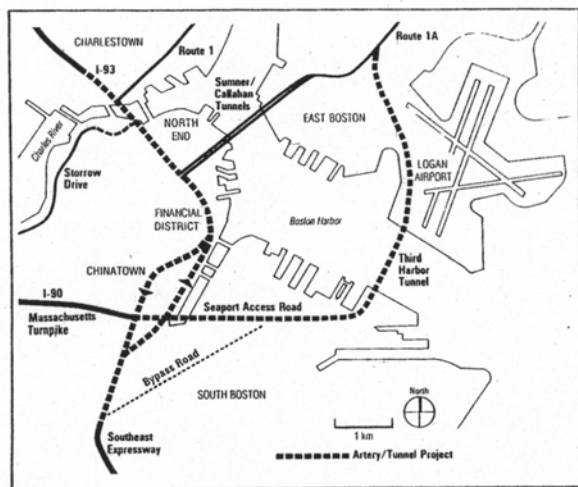 CHARLESTOWN
Route 1
Route 1A
I-93
Sumner/
Callahan
Tunnels
NORTH
END
EAST BOSTON
Charles River
LOGAN
AIRPORT
Storrow
Drive
FINANCIAL
DISTRICT
Boston Harbor
CHINATOWN
Third
Harbor
Tunnel
I-90
Massachusetts
Turnpjke
Seaport Access Road
Bypass Road
SOUTH BOSTON
North
1 km
Southeast
Expressway
Artery/Tunnel Project